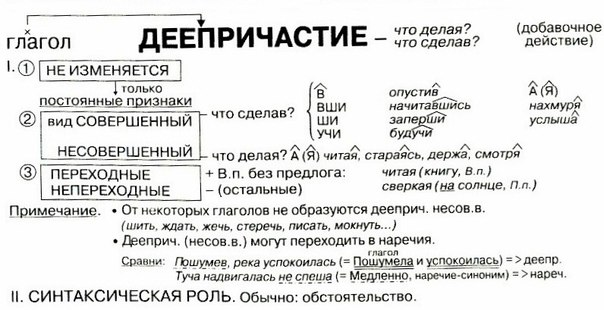 глагол ДЕЕПРИЧАСТИЕ – что делая? что сделав? (добавочное действие)
I. ① НЕ ИЗМЕНЯЕТСЯ
только
постоянные признаки
② вид СОВЕРШЕННЫЙ – что сделав?
В опустив А (Я)
ВШИ начитавшись нахмуря
ШИ заперши услыша
УЧИ будучи
НЕСОВЕРШЕННЫЙ – что делая? А (Я) читая, стараясь, держа, смотря
③ ПЕРЕХОДНЫЕ + В.п. без предлога: читая (книгу, В.п.)
НЕПЕРЕХОДНЫЕ – (остальные) сверкая (на солнце, П.п.)
Примечание. • От некоторых глаголов не образуются дееприч. несов.в.
(шить, ждать, жечь, стеречь, писать, мокнуть...)
• Дееприч. (несов.в.) могут переходить в наречия.
глагол
Сравни: Пошумев, река успокоилась (= Пошумела и успокоилась) => деепр.
Туча надвигалась не спеша (= Медленно, наречие-синоним) => нареч.
II. СИНТАКСИЧЕСКАЯ РОЛЬ. Обычно: обстоятельство.